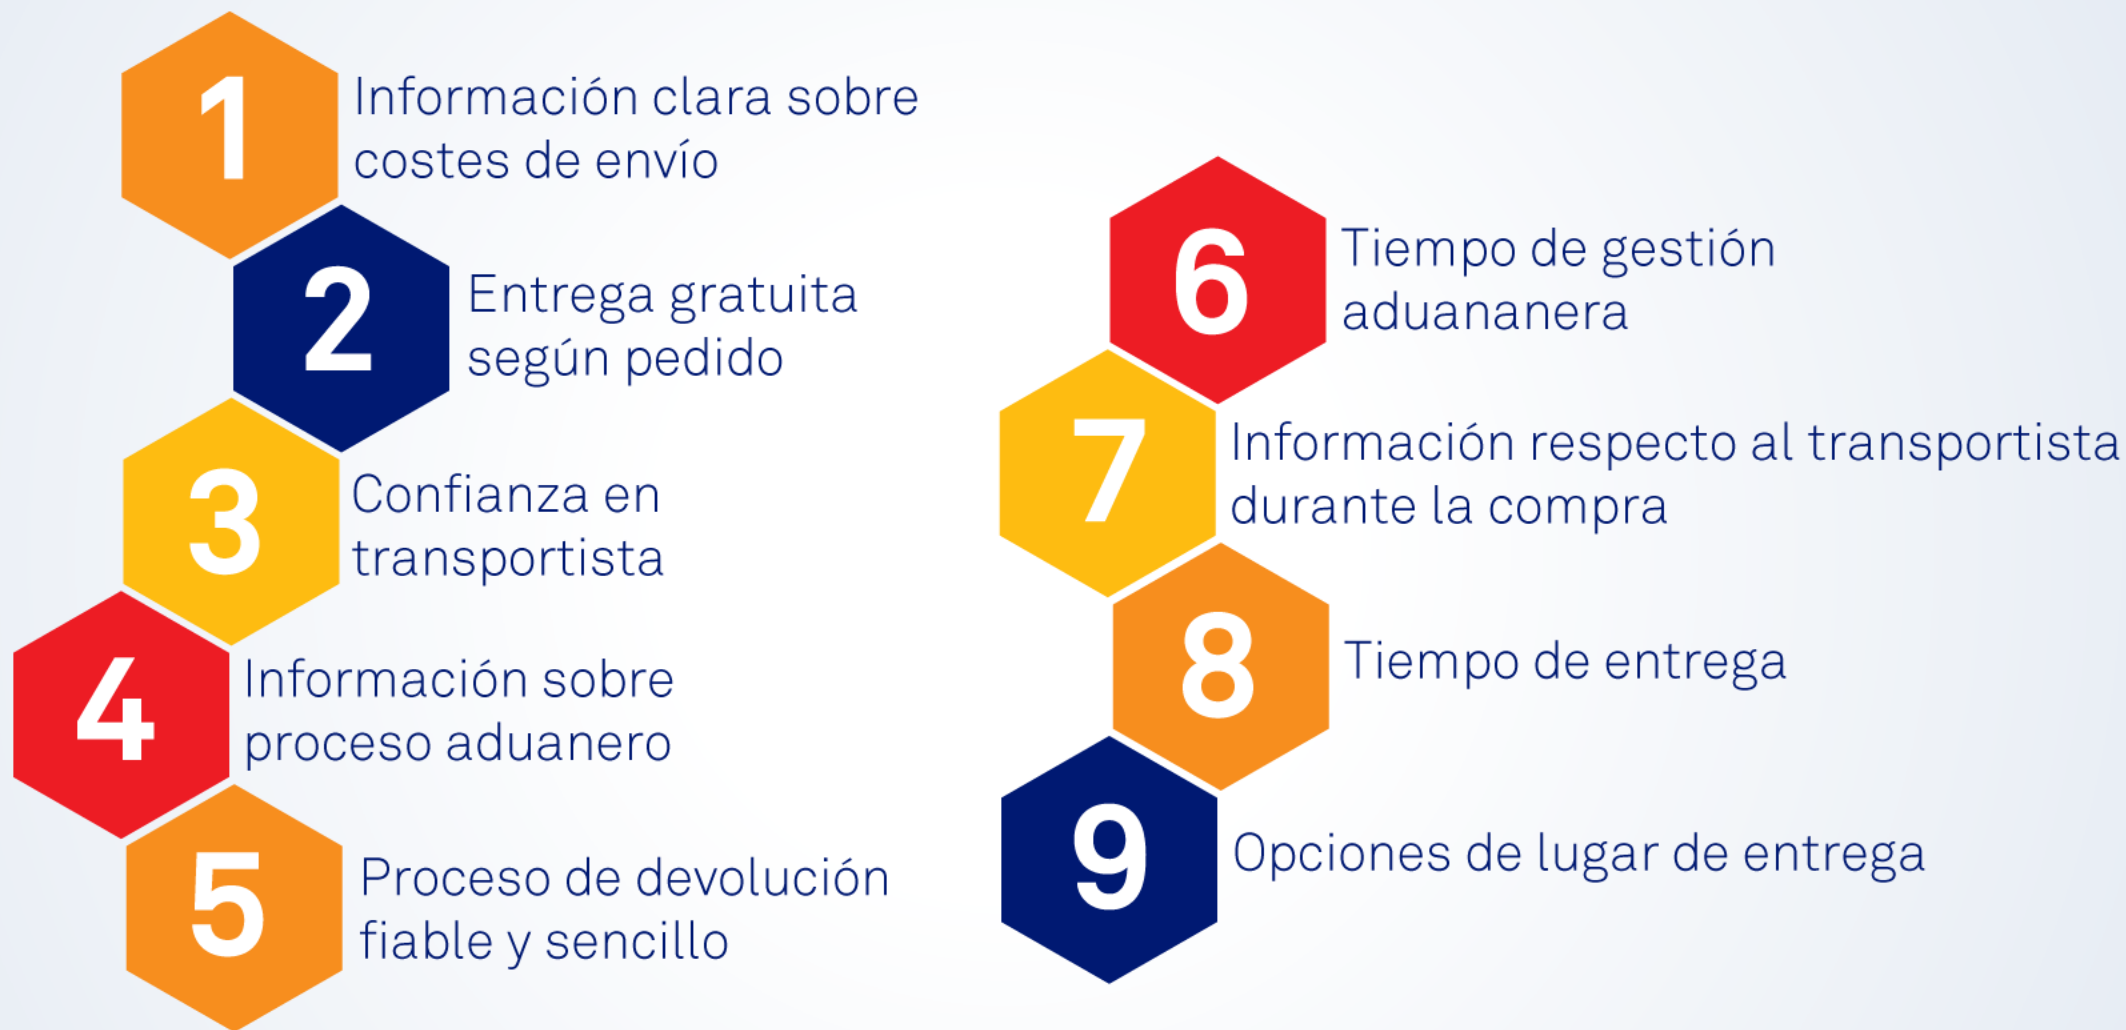 1
Información clara sobre
costes de envío
2
Entrega gratuita
según pedido
3
Confianza en
transportista
4
Información sobre
proceso aduanero
5
Proceso de devolución
fiable y sencillo
6
Tiempo de gestión
aduananera
7
Información respecto al transportista
durante la compra
8
Tiempo de entrega
9
Opciones de lugar de entrega